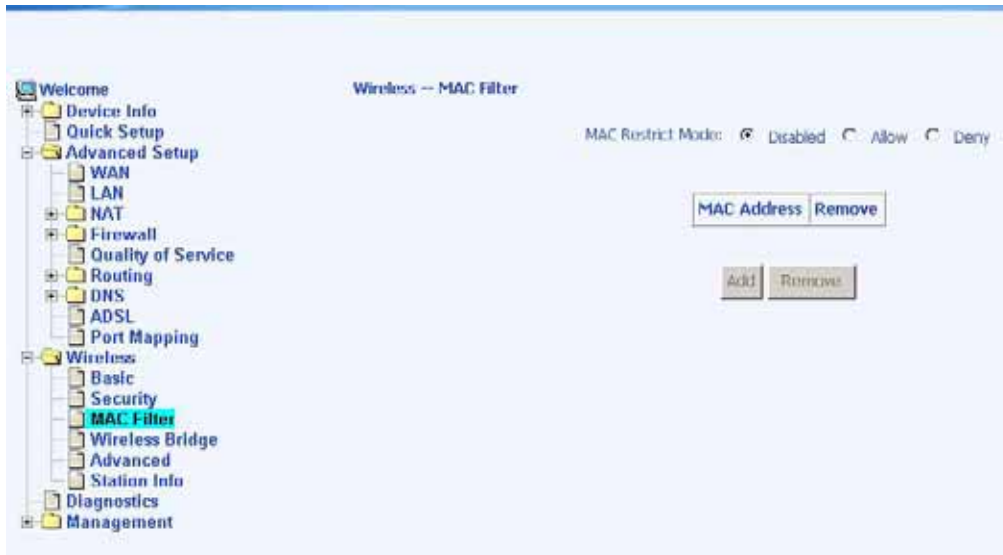 Welcome
Device Info
Quick Setup
Advanced Setup
WAN
LAN
NAT
Firewall
Quality of Service
Routing
DNS
ADSL
Port Mapping
Wireless
Basic
Security
MAC Filter
Wireless Bridge
Advanced
Station Info
Diagnostics
Management
Wireless -- MAC Filter
MAC Restrict Mode: Disabled Allow Deny
MAC Address Remove
Add Remove